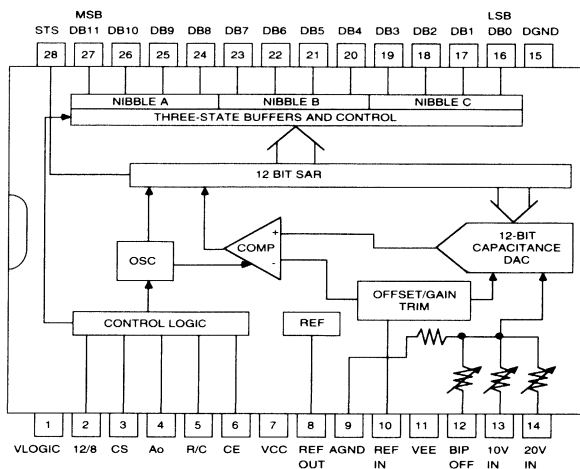 MSB LSB
STS DB11 DB10 DB9 DB8 DB7 DB6 DB5 DB4 DB3 DB2 DB1 DB0 DGND
28 27 26 25 24 23 22 21 20 19 18 17 16 15
NIBBLE A NIBBLE B NIBBLE C
THREE-STATE BUFFERS AND CONTROL
12 BIT SAR
+
COMP
-
12-BIT
CAPACITANCE
DAC
OSC
OFFSET/GAIN
TRIM
CONTROL LOGIC
REF
1 2 3 4 5 6 7 8 9 10 11 12 13 14
VLOGIC 12/8 CS Ao R/C CE VCC REF AGND REF VEE BIP 10V 20V
OUT IN OFF IN IN